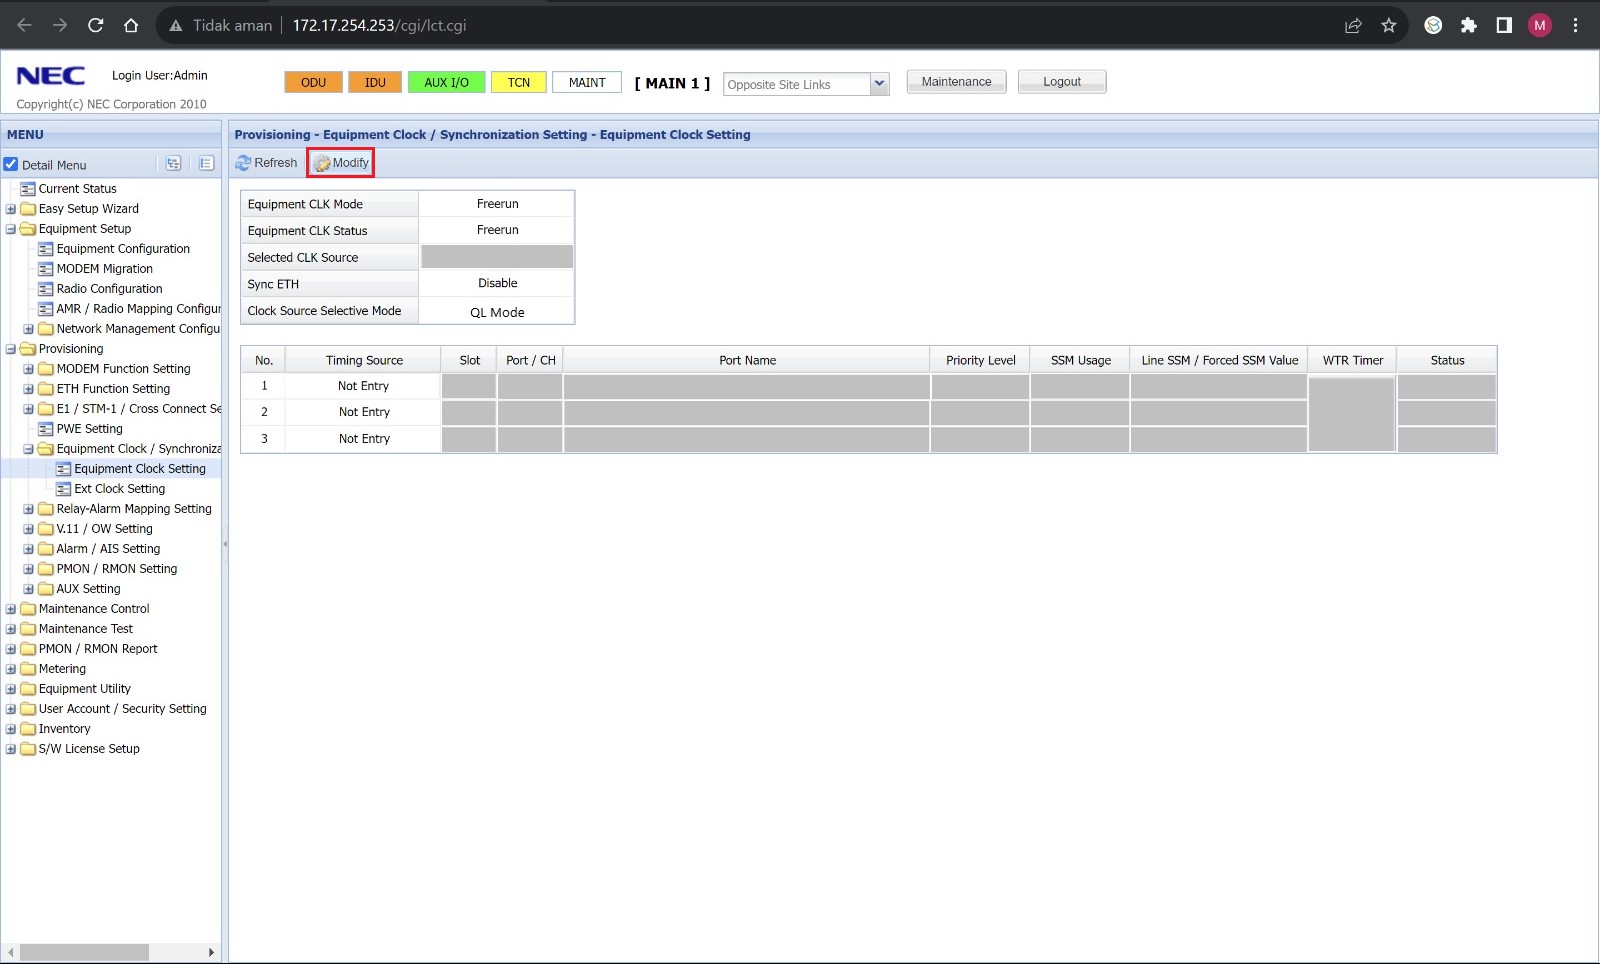 Tidak aman 172.17.254.253/cgi/lct.cgi M
NEC Login User:Admin
Copyright(c) NEC Corporation 2010
ODU IDU AUX I/O TCN MAINT [ MAIN 1 ] Opposite Site Links Maintenance Logout
MENU
Detail Menu
Current Status
Easy Setup Wizard
Equipment Setup
Equipment Configuration
MODEM Migration
Radio Configuration
AMR / Radio Mapping Configur
Network Management Configu
Provisioning
MODEM Function Setting
ETH Function Setting
E1 / STM-1 / Cross Connect Se
PWE Setting
Equipment Clock / Synchroniza
Equipment Clock Setting
Ext Clock Setting
Relay-Alarm Mapping Setting
V.11 / OW Setting
Alarm / AIS Setting
PMON / RMON Setting
AUX Setting
Maintenance Control
Maintenance Test
PMON / RMON Report
Metering
Equipment Utility
User Account / Security Setting
Inventory
S/W License Setup
Provisioning - Equipment Clock / Synchronization Setting - Equipment Clock Setting
Refresh Modify
Equipment CLK Mode Freerun
Equipment CLK Status Freerun
Selected CLK Source
Sync ETH Disable
Clock Source Selective Mode QL Mode
No. Timing Source Slot Port / CH Port Name Priority Level SSM Usage Line SSM / Forced SSM Value WTR Timer Status
1 Not Entry
2 Not Entry
3 Not Entry